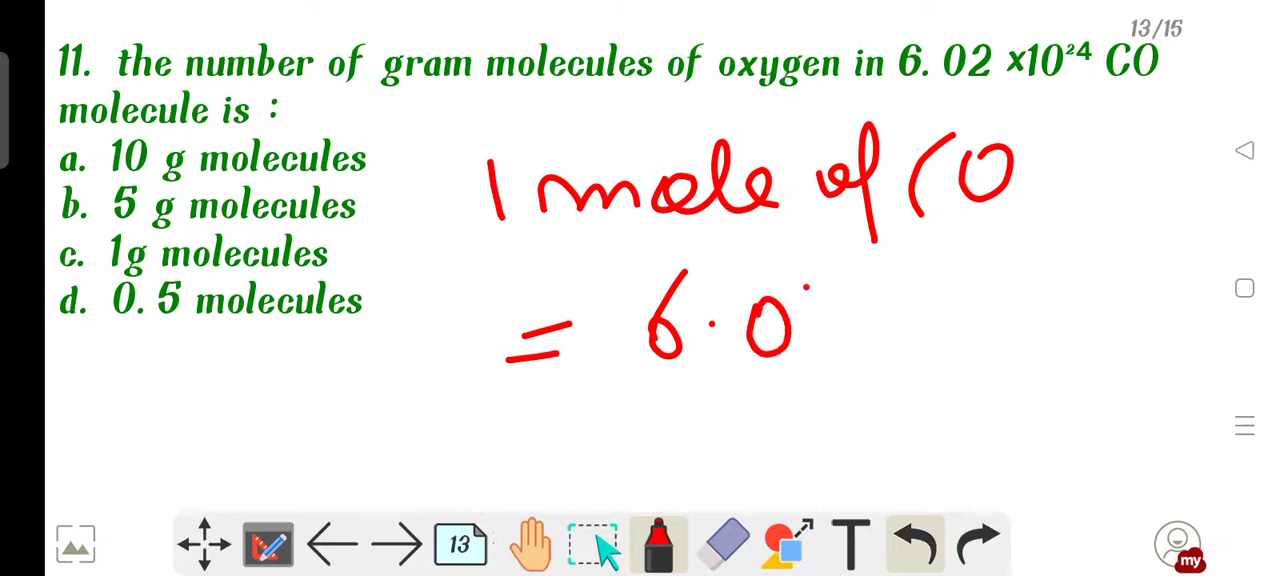 13/15
11. the number of gram molecules of oxygen in 6.02 ×10²⁴ CO
molecule is :
a. 10 g molecules
b. 5 g molecules
c. 1g molecules
d. 0.5 molecules
1 mole of CO
= 6.0
13
T
my